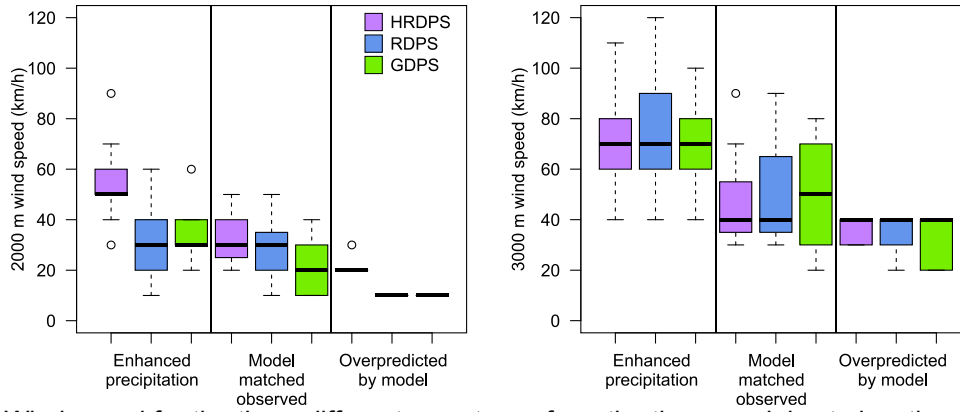 2000 m wind speed (km/h)
120
100
80
60
40
20
0
HRDPS
RDPS
GDPS
Enhanced
precipitation
Model
matched
observed
Overpredicted
by model
3000 m wind speed (km/h)
120
100
80
60
40
20
0
Enhanced
precipitation
Model
matched
observed
Overpredicted
by model